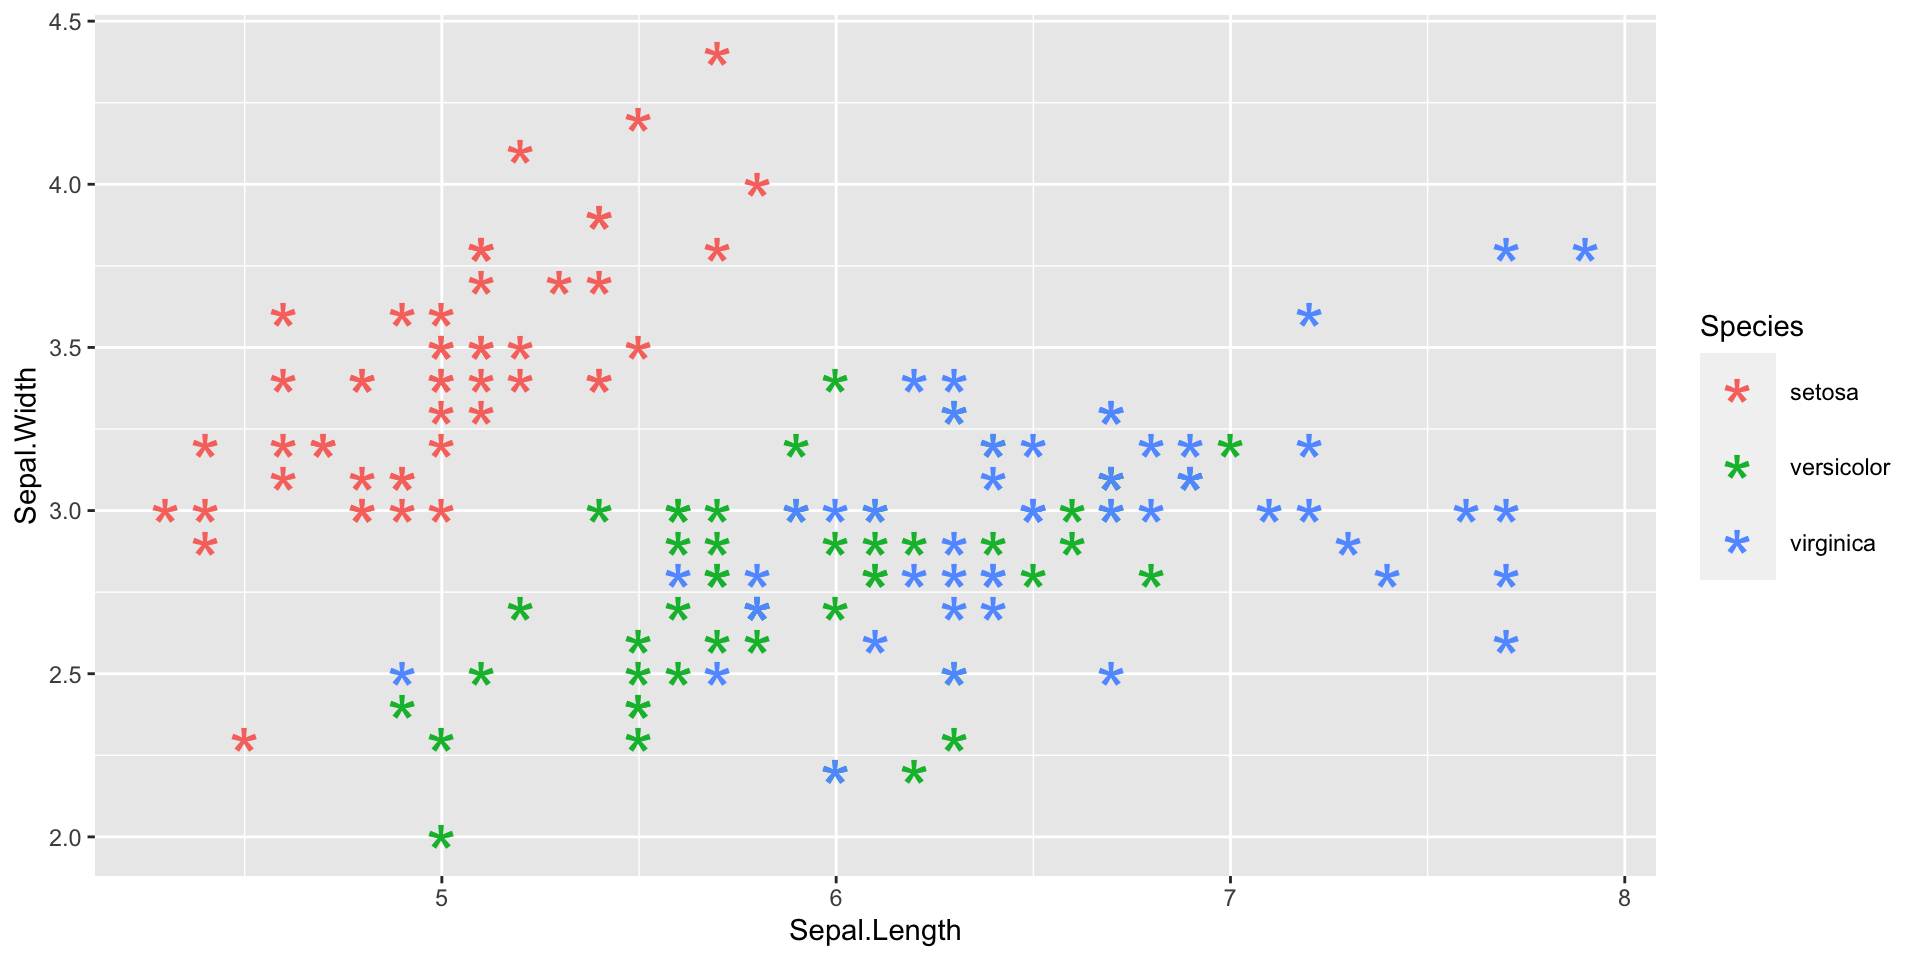 4.5
4.0
3.5
3.0
2.5
2.0
Sepal.Width
5 6 7 8
Sepal.Length
Species
setosa
versicolor
virginica